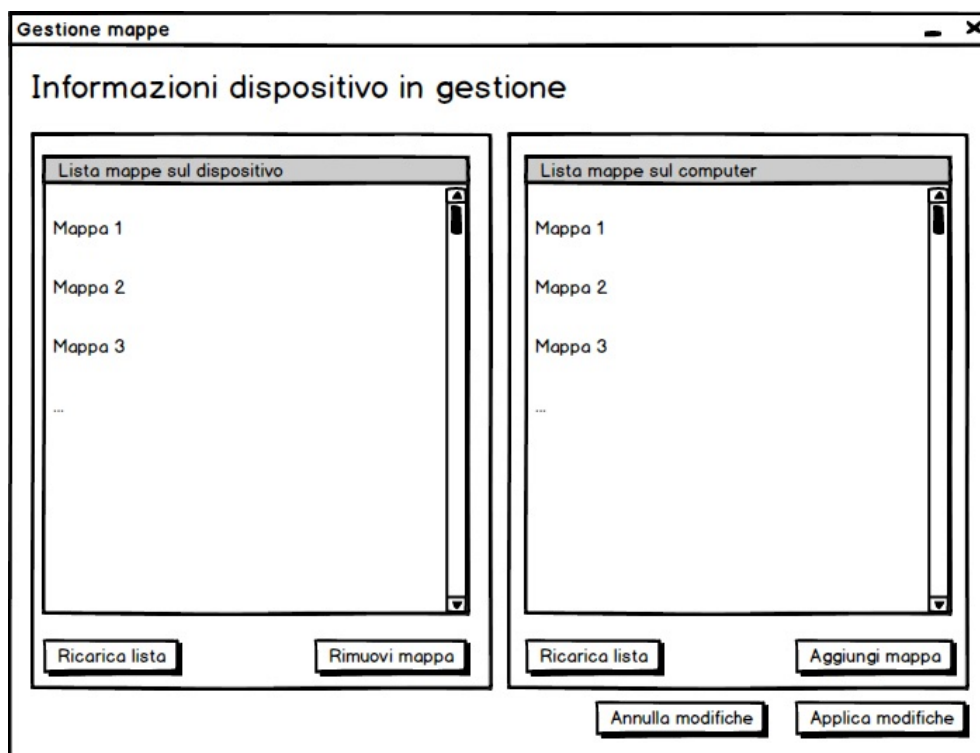 Gestione mappe
Informazioni dispositivo in gestione
Lista mappe sul dispositivo
Mappa 1
Mappa 2
Mappa 3
...
Ricarica lista
Rimuovi mappa
Lista mappe sul computer
Mappa 1
Mappa 2
Mappa 3
...
Ricarica lista
Aggiungi mappa
Annulla modifiche
Applica modifiche